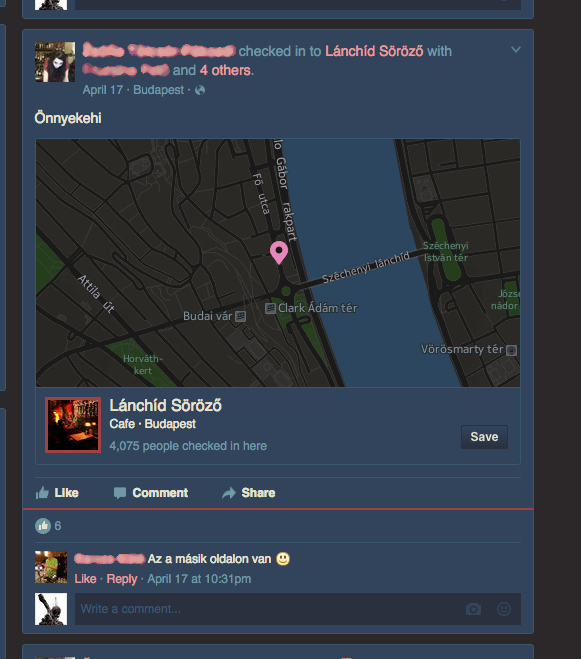 checked in to Lánchíd Söröző with
and 4 others.
April 17 · Budapest ·
Önnyekehi
lo Gábor rakpart
Fő utca
Széchenyi lánchíd
Széchenyi
István tér
Attila út
Józse
nádor
Clark Ádám tér
Budai vár
Vörösmarty tér
Horváth-
kert
Lánchíd Söröző
Cafe · Budapest
4,075 people checked in here
Save
Like Comment Share
6
Az a másik oldalon van
Like · Reply · April 17 at 10:31pm
Write a comment...